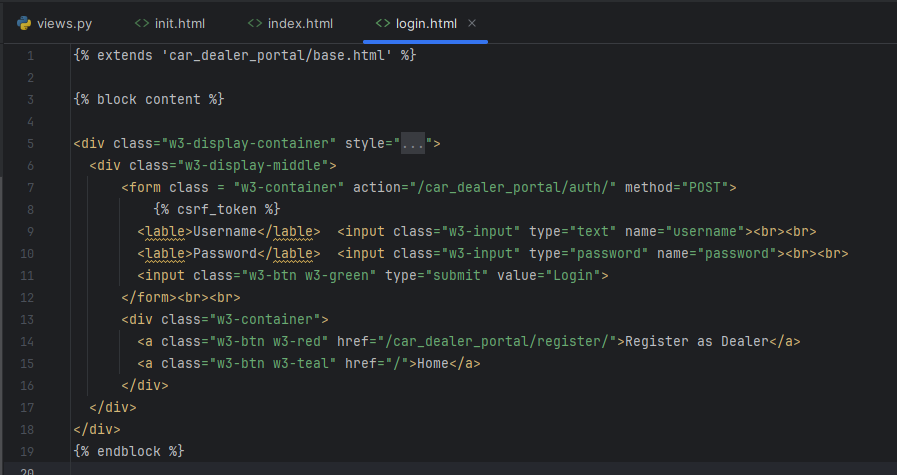 views.py <> init.html <> index.html <> login.html ×
1 {% extends 'car_dealer_portal/base.html' %}
2
3 {% block content %}
4
5 <div class="w3-display-container" style="...">
6 <div class="w3-display-middle">
7 <form class = "w3-container" action="/car_dealer_portal/auth/" method="POST">
8 {% csrf_token %}
9 <lable>Username</lable> <input class="w3-input" type="text" name="username"><br><br>
10 <lable>Password</lable> <input class="w3-input" type="password" name="password"><br><br>
11 <input class="w3-btn w3-green" type="submit" value="Login">
12 </form><br><br>
13 <div class="w3-container">
14 <a class="w3-btn w3-red" href="/car_dealer_portal/register/">Register as Dealer</a>
15 <a class="w3-btn w3-teal" href="/">Home</a>
16 </div>
17 </div>
18 </div>
19 {% endblock %}
20